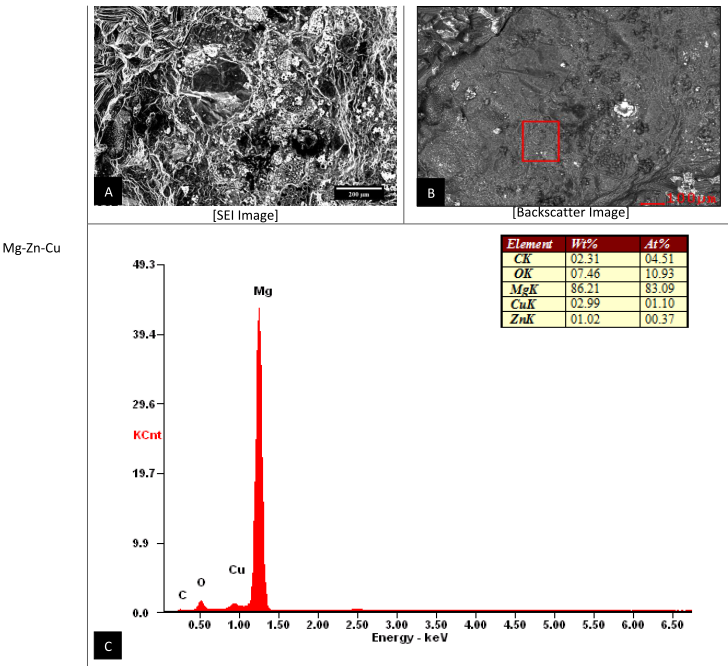 A
200 µm
[SEI Image]
B
100µm
[Backscatter Image]
Mg-Zn-Cu
Element Wt% At%
CK 02.31 04.51
OK 07.46 10.93
MgK 86.21 83.09
CuK 02.99 01.10
ZnK 01.02 00.37
49.3
39.4
29.6
19.7
9.9
0.0
KCnt
Mg
C
O
Cu
0.50 1.00 1.50 2.00 2.50 3.00 3.50 4.00 4.50 5.00 5.50 6.00 6.50
Energy - keV
C